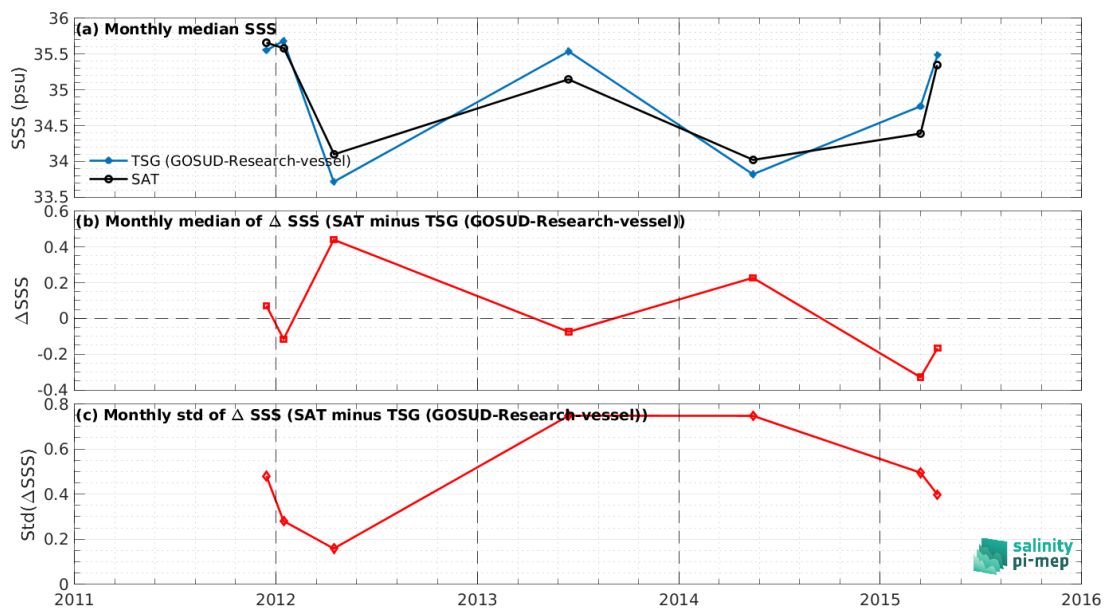 (a) Monthly median SSS
36
35.5
35
34.5
34
33.5
SSS (psu)
TSG (GOSUD-Research-vessel)
SAT
(b) Monthly median of Δ SSS (SAT minus TSG (GOSUD-Research-vessel))
0.6
0.4
0.2
0
-0.2
-0.4
ΔSSS
(c) Monthly std of Δ SSS (SAT minus TSG (GOSUD-Research-vessel))
0.8
0.6
0.4
0.2
0
Std(ΔSSS)
salinity
pi-mep
2011 2012 2013 2014 2015 2016